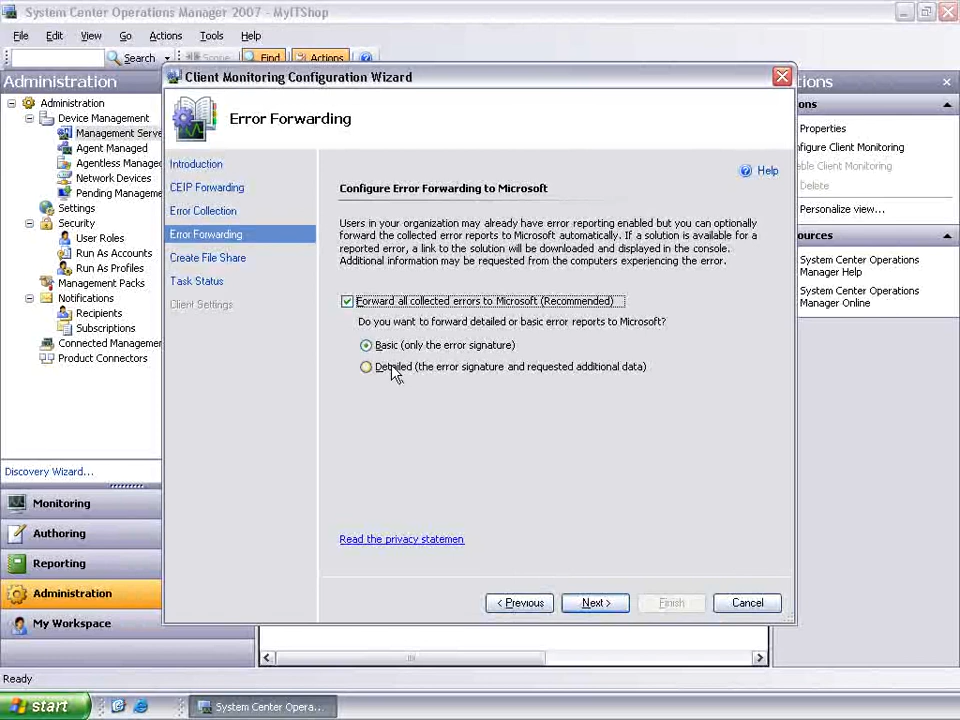 System Center Operations Manager 2007 - MyITShop
File Edit View Go Actions Tools Help
Search Scope Find Actions
Administration
Administration
Device Management
Management Serve
Agent Managed
Agentless Manage
Network Devices
Pending Manageme
Settings
Security
User Roles
Run As Accounts
Run As Profiles
Management Packs
Notifications
Recipients
Subscriptions
Connected Managemer
Product Connectors
Discovery Wizard...
Monitoring
Authoring
Reporting
Administration
My Workspace
Client Monitoring Configuration Wizard
Error Forwarding
Introduction
CEIP Forwarding
Error Collection
Error Forwarding
Create File Share
Task Status
Client Settings
Help
Configure Error Forwarding to Microsoft
Users in your organization may already have error reporting enabled but you can optionally
forward the collected error reports to Microsoft automatically. If a solution is available for a
reported error, a link to the solution will be downloaded and displayed in the console.
Additional information may be requested from the computers experiencing the error.
Forward all collected errors to Microsoft (Recommended)
Do you want to forward detailed or basic error reports to Microsoft?
Basic (only the error signature)
Detailed (the error signature and requested additional data)
Read the privacy statemen
< Previous Next > Finish Cancel
tions
ons
Properties
nfigure Client Monitoring
able Client Monitoring
Delete
Personalize view...
ources
System Center Operations
Manager Help
System Center Operations
Manager Online
Ready
start
System Center Opera...